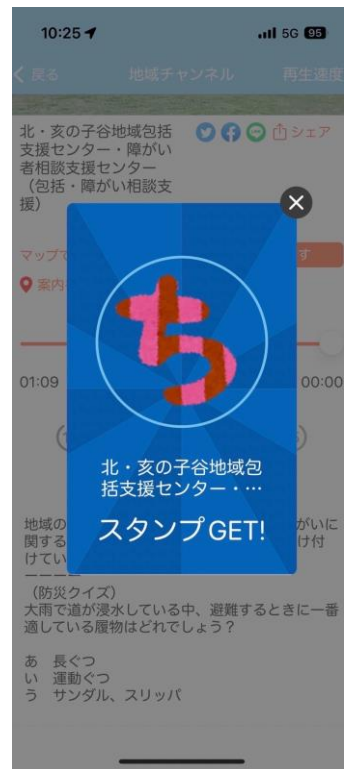 10:25
5G 95
戻る 地域チャンネル 再生速度
北・亥の子谷地域包括
支援センター・障がい
者相談支援センター
（包括・障がい相談支
援）
シェア
マップで
す
案内
01:09 00:00
ち
北・亥の子谷地域包
括支援センター・…
スタンプGET!
地域の がいに
関する け付
けてい
ーーーー
（防災クイズ）
大雨で道が浸水している中、避難するときに一番
適している履物はどれでしょう？
あ 長ぐつ
い 運動ぐつ
う サンダル、スリッパ